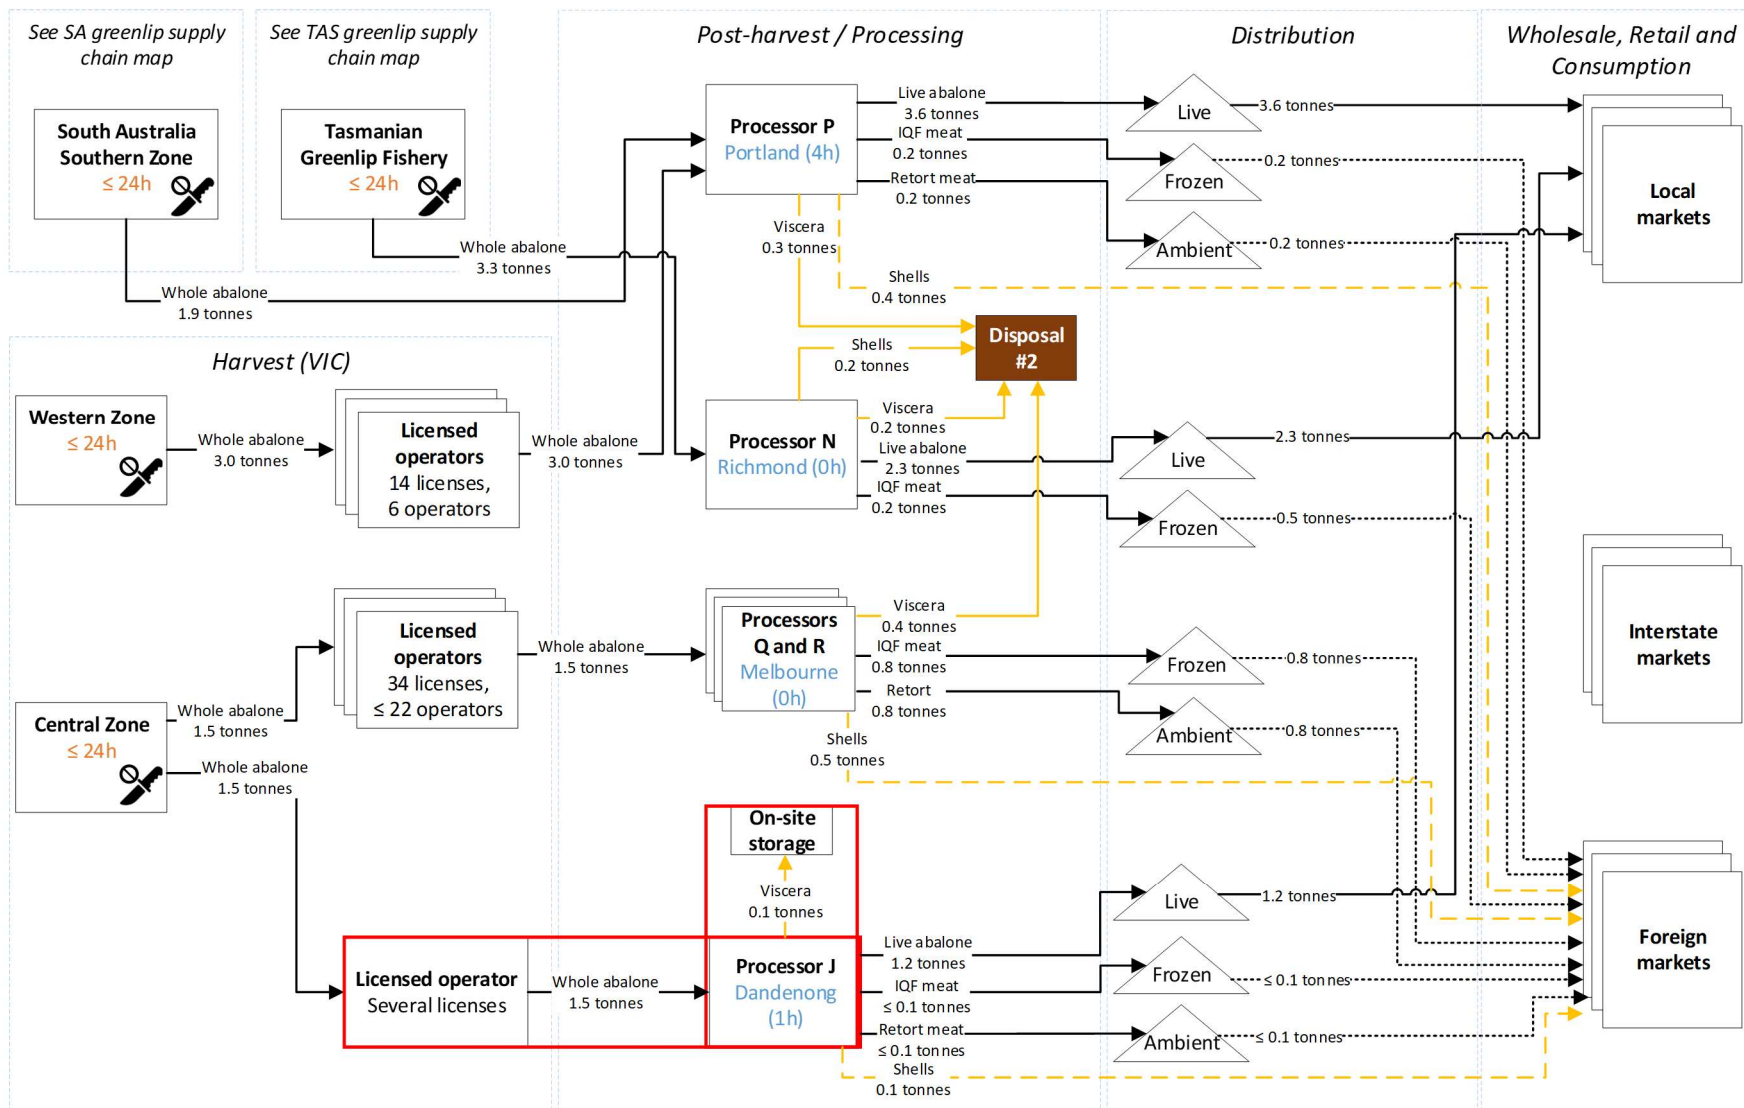 See SA greenlip supply
chain map
See TAS greenlip supply
chain map
Post-harvest / Processing
Distribution
Wholesale, Retail and
Consumption
South Australia
Southern Zone
≤ 24h
Tasmanian
Greenlip Fishery
≤ 24h
Whole abalone
1.9 tonnes
Whole abalone
3.3 tonnes
Processor P
Portland (4h)
Live abalone
3.6 tonnes
IQF meat
0.2 tonnes
Retort meat
0.2 tonnes
Viscera
0.3 tonnes
Shells
0.4 tonnes
Live
3.6 tonnes
Frozen
0.2 tonnes
Ambient
0.2 tonnes
Local
markets
Harvest (VIC)
Western Zone
≤ 24h
Whole abalone
3.0 tonnes
Licensed
operators
14 licenses,
6 operators
Whole abalone
3.0 tonnes
Shells
0.2 tonnes
Disposal
#2
Processor N
Richmond (0h)
Viscera
0.2 tonnes
Live abalone
2.3 tonnes
IQF meat
0.2 tonnes
Live
2.3 tonnes
Frozen
0.5 tonnes
Central Zone
≤ 24h
Whole abalone
1.5 tonnes
Whole abalone
1.5 tonnes
Licensed
operators
34 licenses,
≤ 22 operators
Whole abalone
1.5 tonnes
Processors
Q and R
Melbourne
(0h)
Viscera
0.4 tonnes
IQF meat
0.8 tonnes
Retort
0.8 tonnes
Shells
0.5 tonnes
Frozen
0.8 tonnes
Ambient
0.8 tonnes
Interstate
markets
On-site
storage
Viscera
0.1 tonnes
Licensed operator
Several licenses
Whole abalone
1.5 tonnes
Processor J
Dandenong
(1h)
Live abalone
1.2 tonnes
IQF meat
≤ 0.1 tonnes
Retort meat
≤ 0.1 tonnes
Shells
0.1 tonnes
Live
1.2 tonnes
Frozen
≤ 0.1 tonnes
Ambient
≤ 0.1 tonnes
Foreign
markets